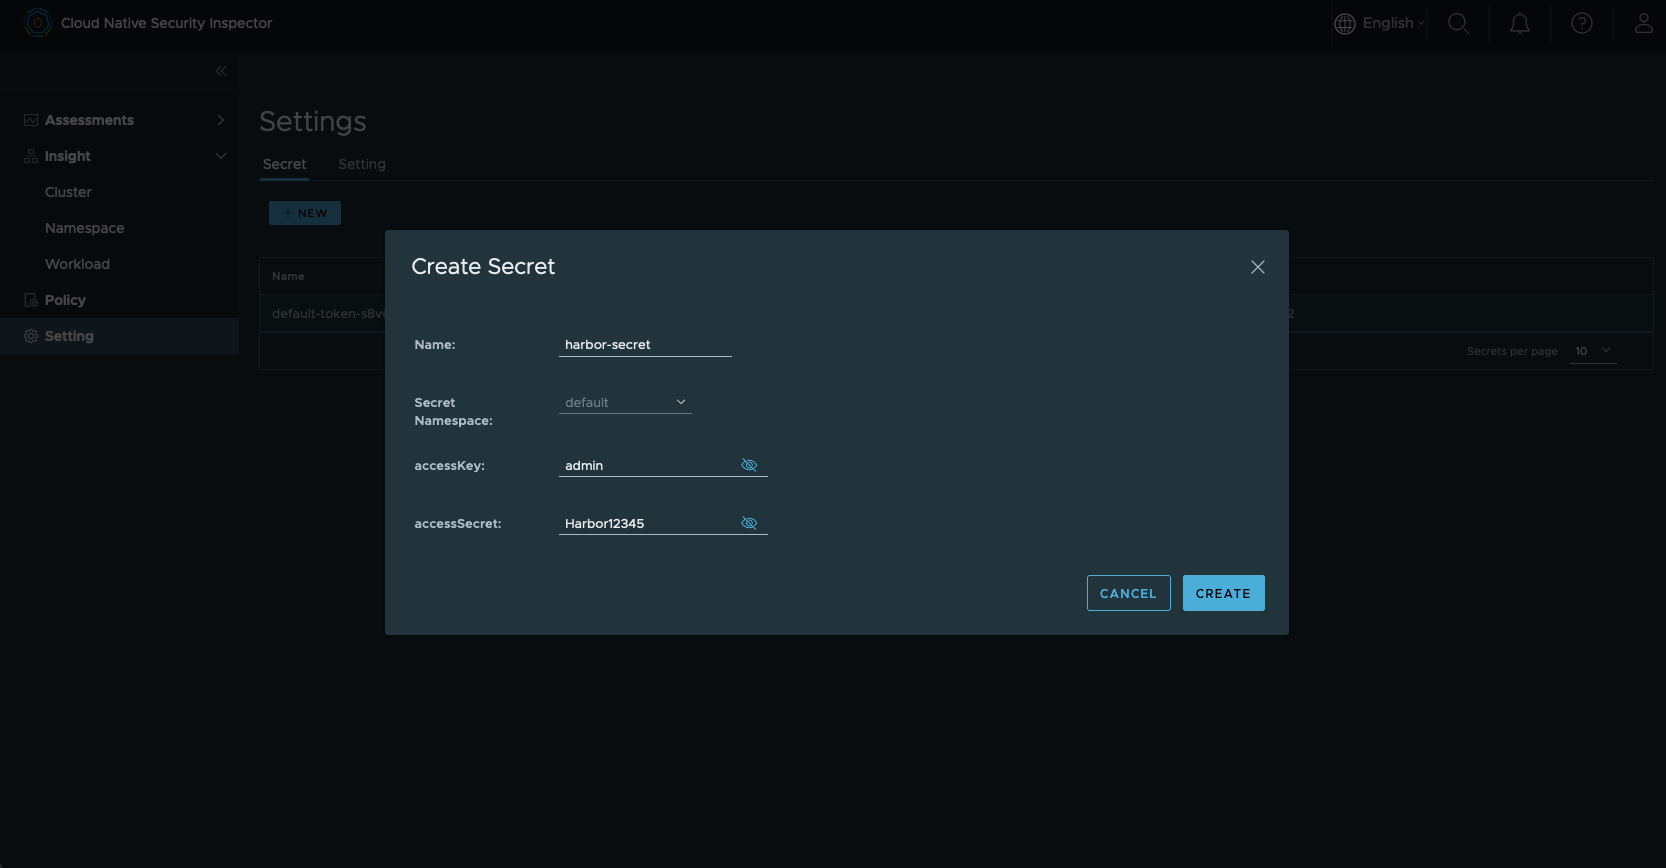 Cloud Native Security Inspector
English
Assessments
Insight
Cluster
Namespace
Workload
Policy
Setting
Settings
Secret Setting
+ NEW
Name
default-token-s8v
2
Secrets per page 10
Create Secret
Name: harbor-secret
Secret Namespace: default
accessKey: admin
accessSecret: Harbor12345
CANCEL CREATE